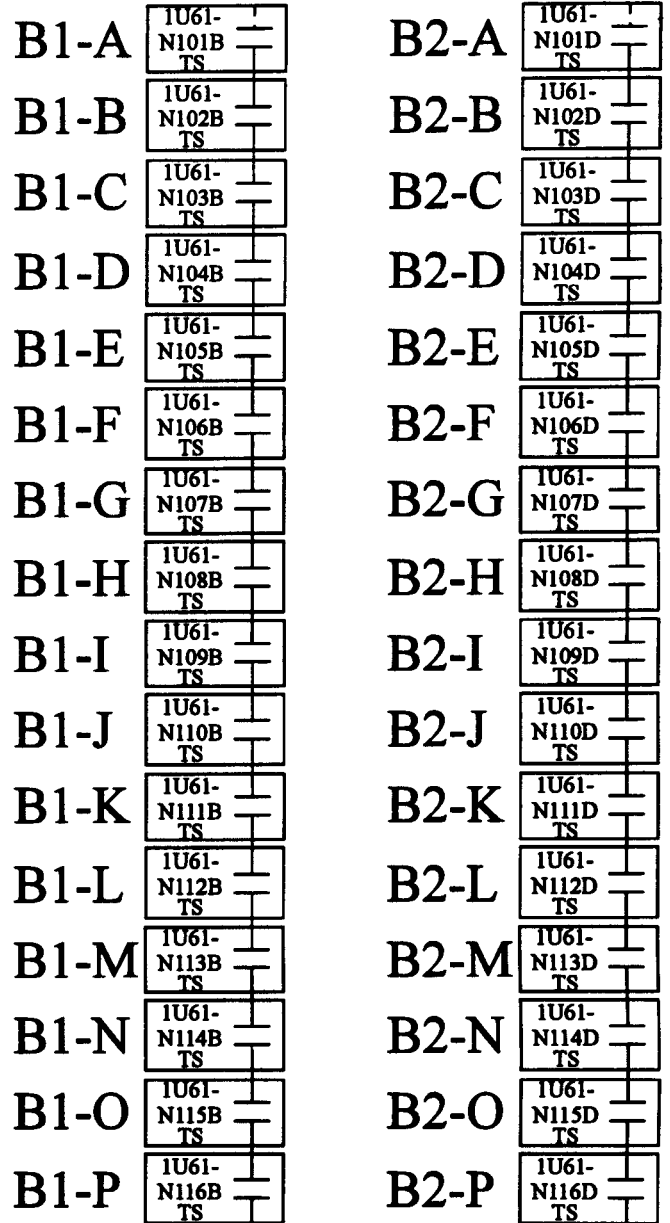 B1-A
1U61-
N101B
TS
B2-A
1U61-
N101D
TS
B1-B
1U61-
N102B
TS
B2-B
1U61-
N102D
TS
B1-C
1U61-
N103B
TS
B2-C
1U61-
N103D
TS
B1-D
1U61-
N104B
TS
B2-D
1U61-
N104D
TS
B1-E
1U61-
N105B
TS
B2-E
1U61-
N105D
TS
B1-F
1U61-
N106B
TS
B2-F
1U61-
N106D
TS
B1-G
1U61-
N107B
TS
B2-G
1U61-
N107D
TS
B1-H
1U61-
N108B
TS
B2-H
1U61-
N108D
TS
B1-I
1U61-
N109B
TS
B2-I
1U61-
N109D
TS
B1-J
1U61-
N110B
TS
B2-J
1U61-
N110D
TS
B1-K
1U61-
N111B
TS
B2-K
1U61-
N111D
TS
B1-L
1U61-
N112B
TS
B2-L
1U61-
N112D
TS
B1-M
1U61-
N113B
TS
B2-M
1U61-
N113D
TS
B1-N
1U61-
N114B
TS
B2-N
1U61-
N114D
TS
B1-O
1U61-
N115B
TS
B2-O
1U61-
N115D
TS
B1-P
1U61-
N116B
TS
B2-P
1U61-
N116D
TS